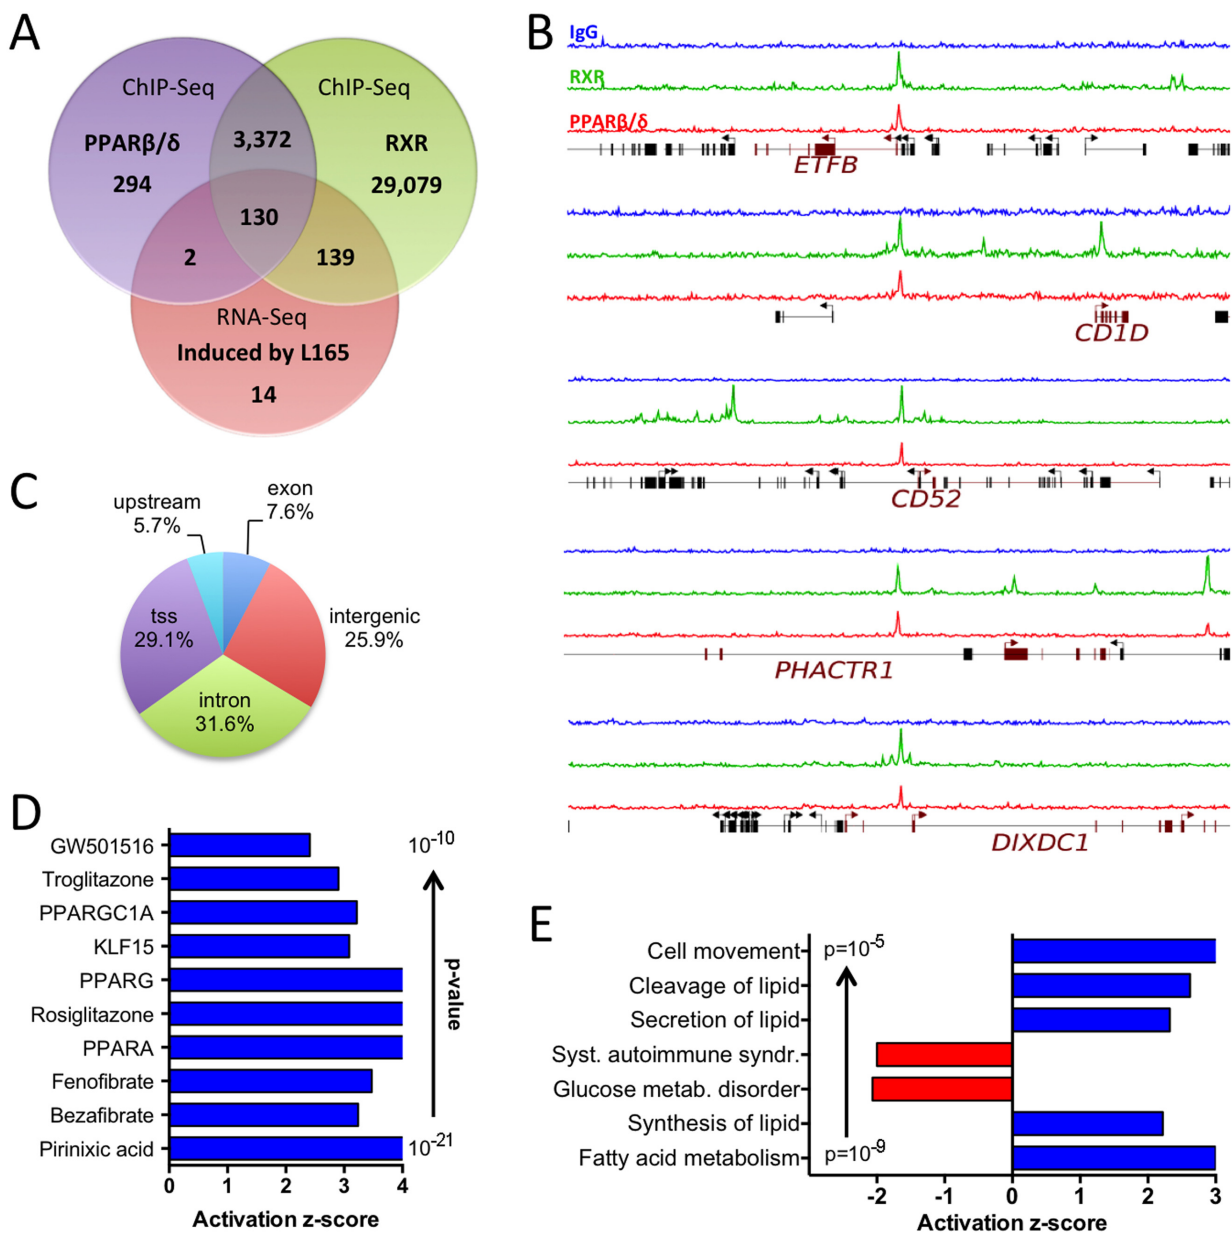 A
ChIP-Seq
ChIP-Seq
PPARβ/δ
3,372
RXR
294
29,079
130
2
139
RNA-Seq
Induced by L165
14
B
IgG
RXR
PPARβ/δ
ETFB
CD1D
CD52
PHACTR1
DIXDC1
C
upstream
5.7%
exon
7.6%
tss
29.1%
intergenic
25.9%
intron
31.6%
D
GW501516
Troglitazone
PPARGC1A
KLF15
PPARG
Rosiglitazone
PPARA
Fenofibrate
Bezafibrate
Pirinixic acid
10-10
p-value
10-21
0 1 2 3 4
Activation z-score
E
Cell movement
Cleavage of lipid
Secretion of lipid
Syst. autoimmune syndr.
Glucose metab. disorder
Synthesis of lipid
Fatty acid metabolism
p=10-5
p=10-9
-2 -1 0 1 2 3
Activation z-score